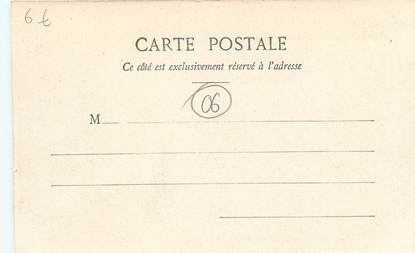 6 €
CARTE POSTALE
Ce côté est exclusivement réservé à l'adresse
06
M